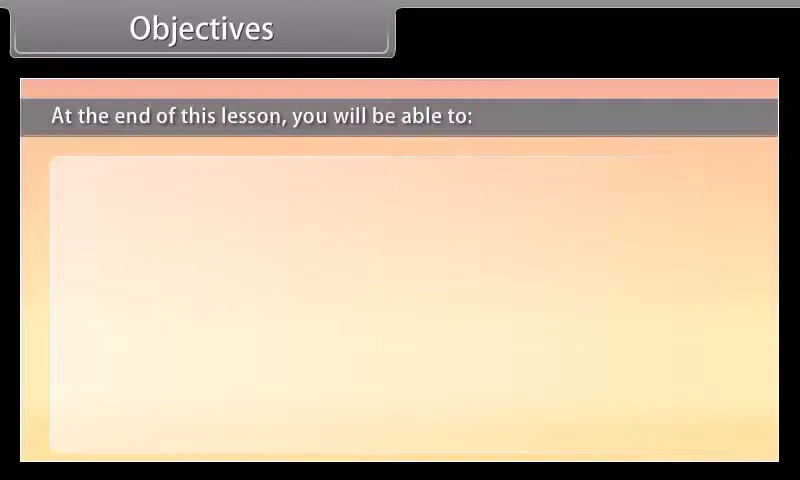 Objectives
At the end of this lesson, you will be able to: